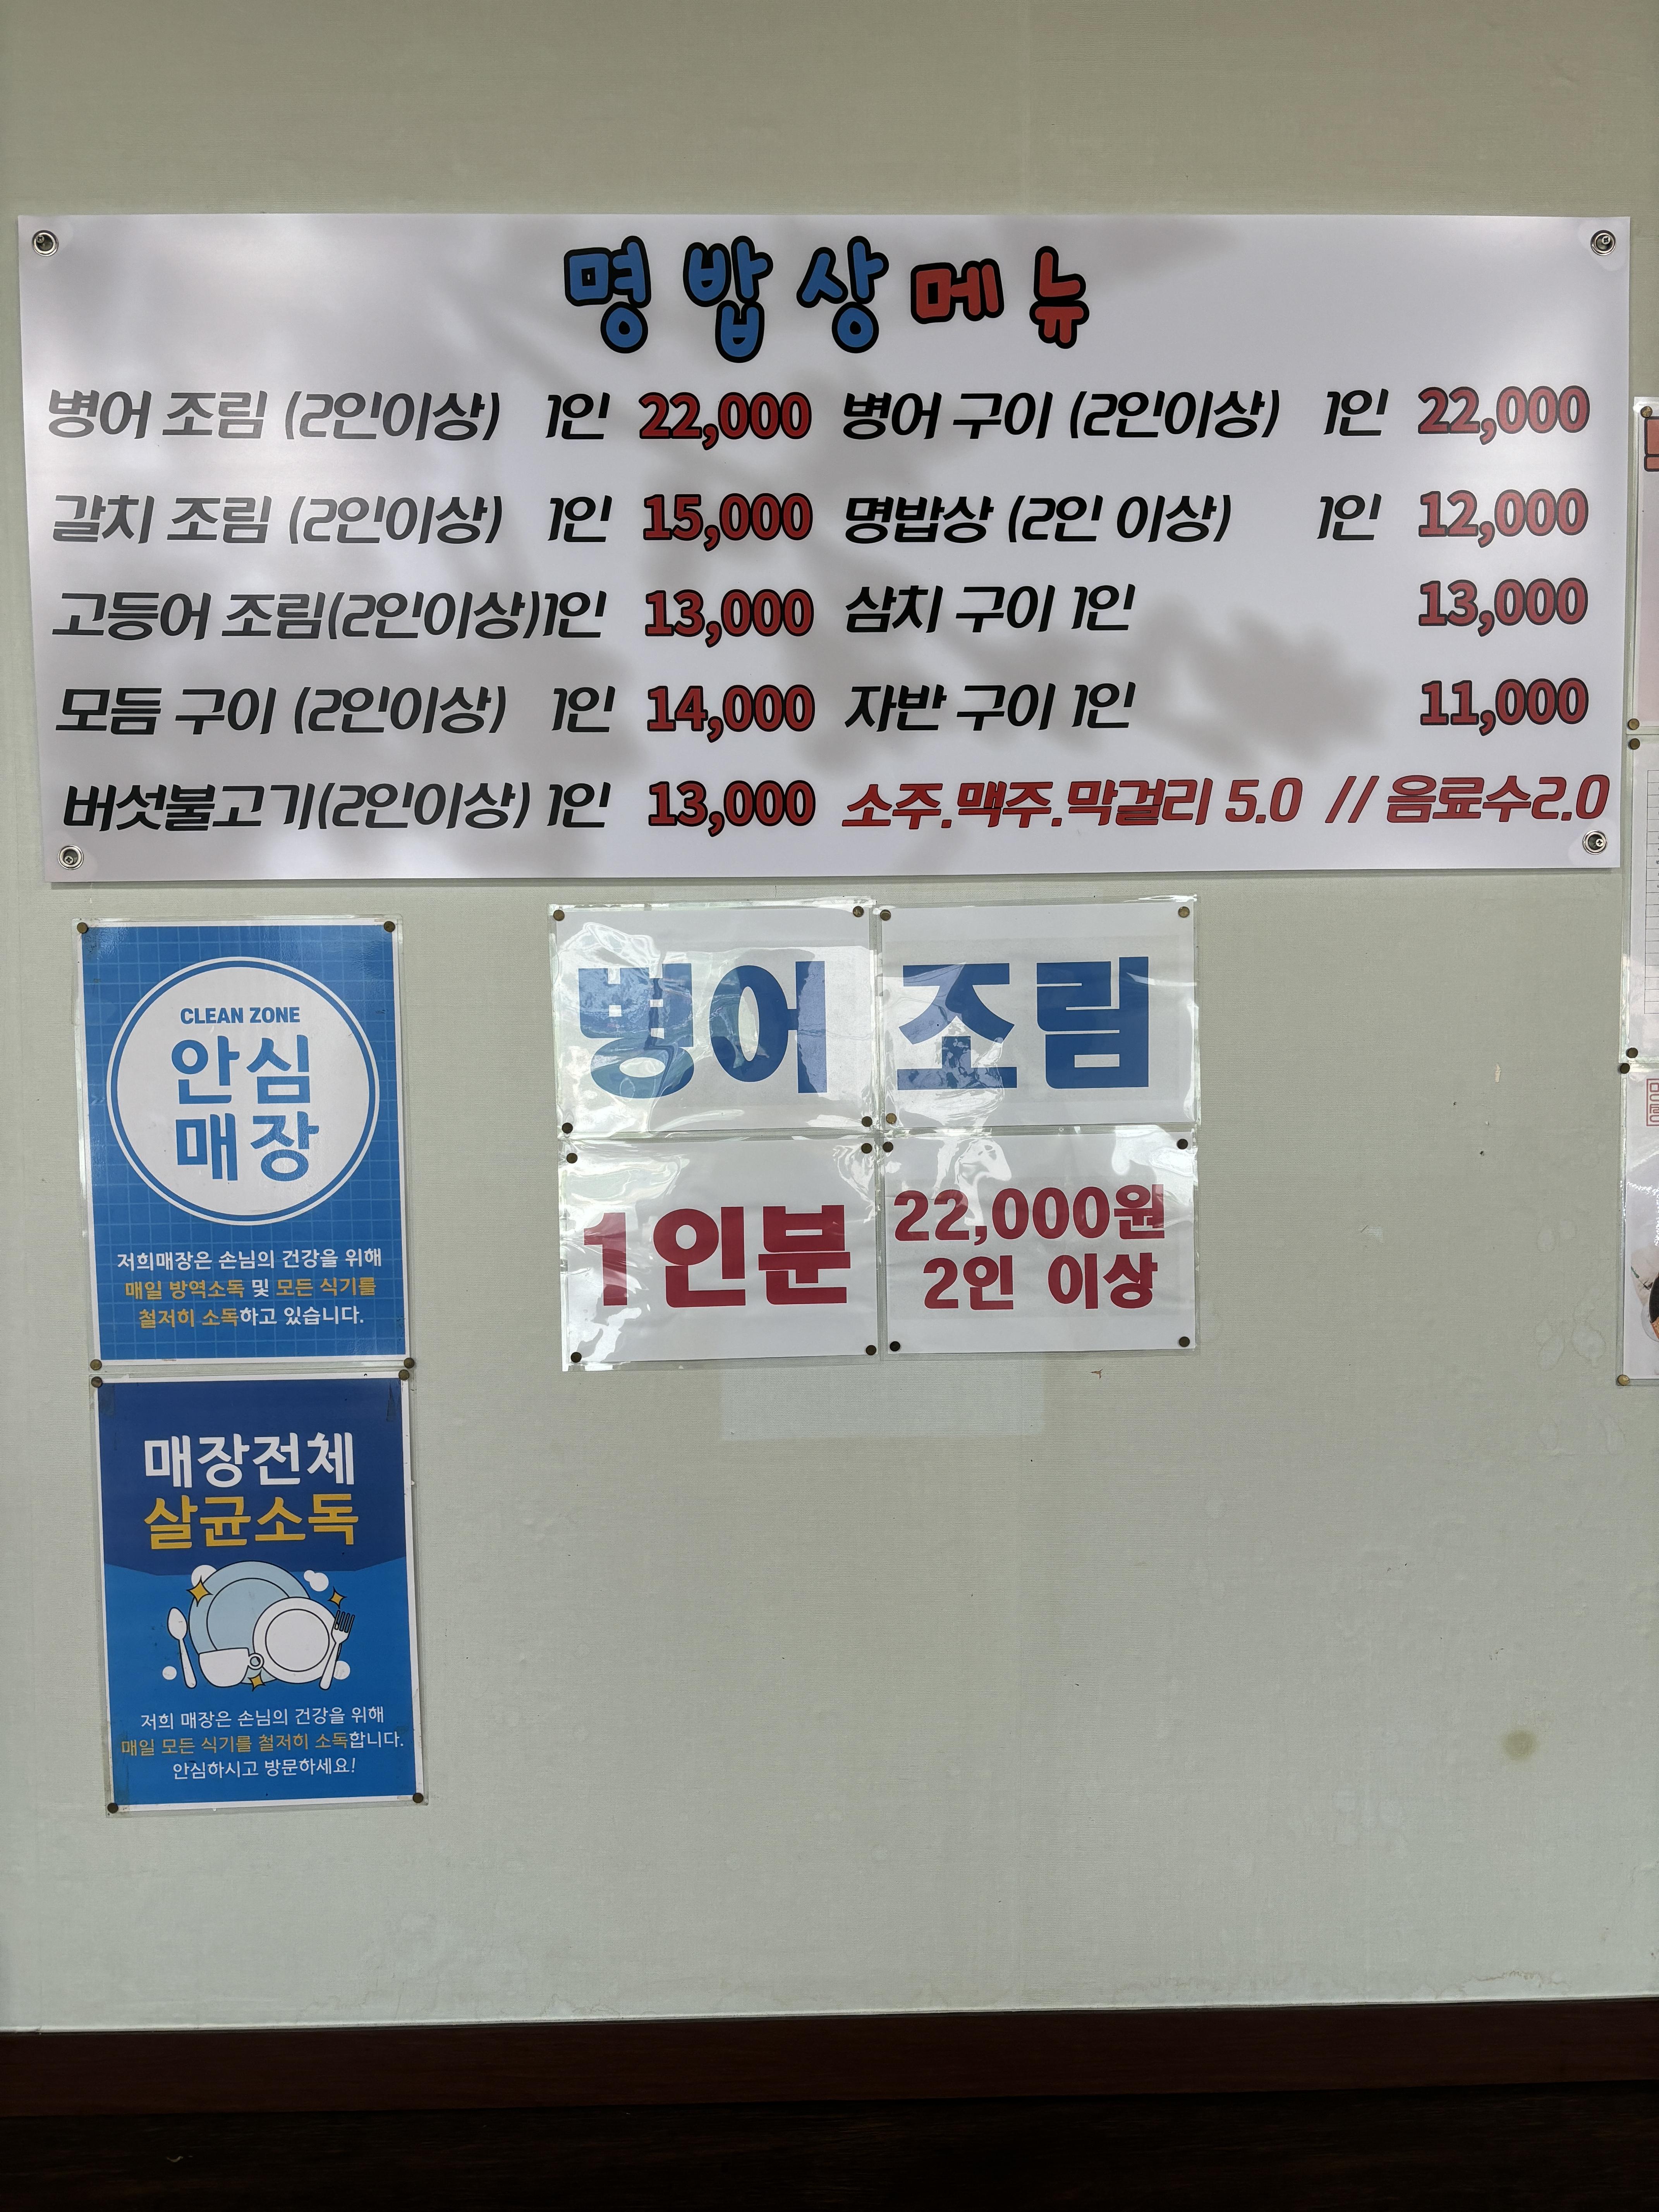 명밥상메뉴
병어 조림 (2인이상) 1인 22,000
갈치 조림 (2인이상) 1인 15,000
고등어 조림(2인이상)1인 13,000
모듬 구이 (2인이상) 1인 14,000
버섯불고기(2인이상) 1인 13,000
병어 구이 (2인이상) 1인 22,000
명밥상 (2인 이상) 1인 12,000
삼치 구이 1인 13,000
자반 구이 1인 11,000
소주.맥주.막걸리 5.0 // 음료수2.0
CLEAN ZONE
안심
매장
저희매장은 손님의 건강을 위해
매일 방역소독 및 모든 식기를
철저히 소독하고 있습니다.
매장전체
살균소독
저희 매장은 손님의 건강을 위해
매일 모든 식기를 철저히 소독합니다.
안심하시고 방문하세요!
병어 조림
1인분
22,000원
2인 이상